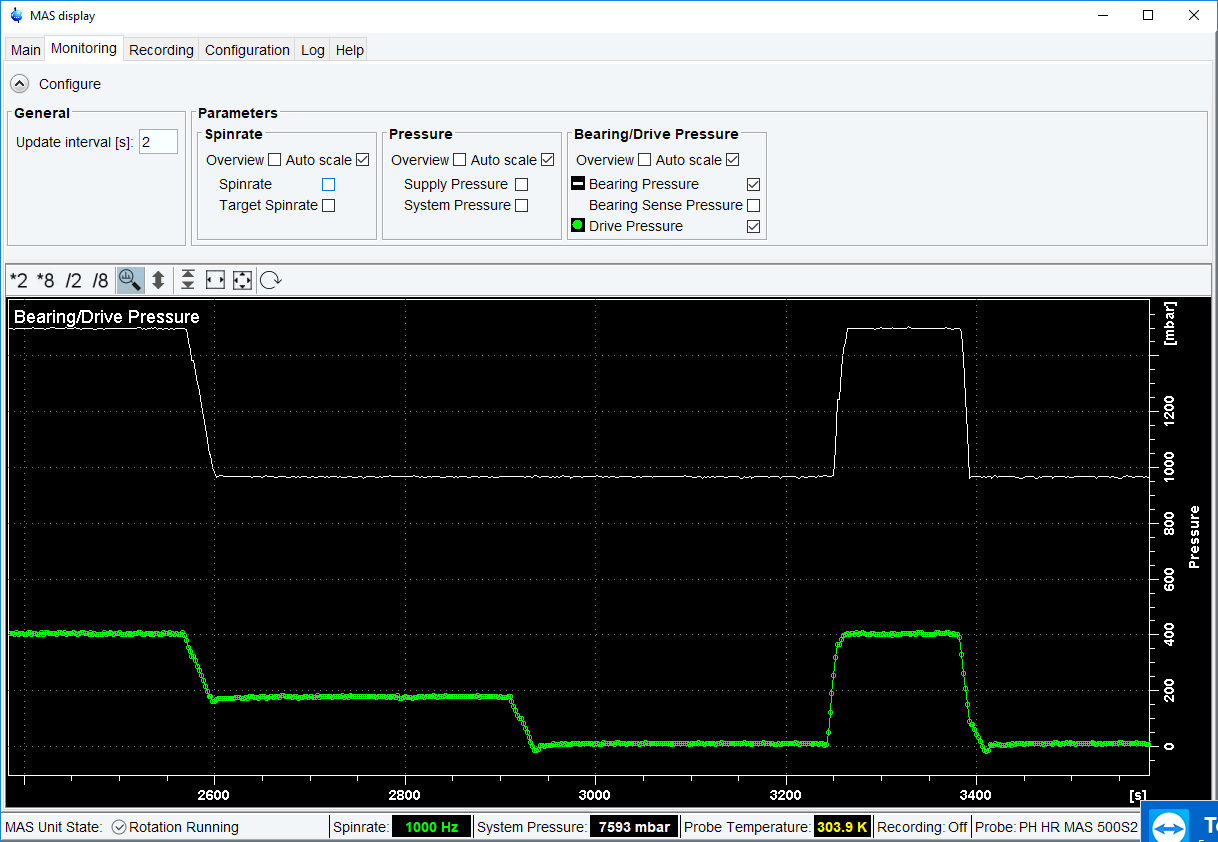 MAS display
Main Monitoring Recording Configuration Log Help
Configure
General
Update interval [s]: 2
Parameters
Spinrate
Overview Auto scale
Spinrate
Target Spinrate
Pressure
Overview Auto scale
Supply Pressure
System Pressure
Bearing/Drive Pressure
Overview Auto scale
Bearing Pressure
Bearing Sense Pressure
Drive Pressure
*2 *8 /2 /8
Bearing/Drive Pressure
[mbar]
1200
1000
800
600
400
200
0
Pressure
2600 2800 3000 3200 3400 [s]
MAS Unit State: Rotation Running Spinrate: 1000 Hz System Pressure: 7593 mbar Probe Temperature: 303.9 K Recording: Off Probe: PH HR MAS 500S2